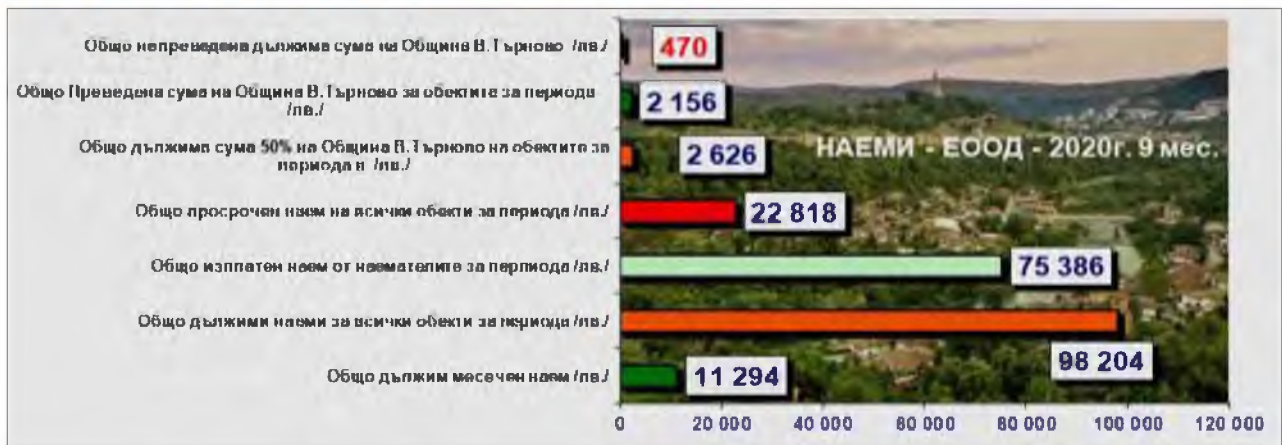 Общо непреведена дължима сума на Община В.Търново /лв./
470
Общо Преведена сума на Община В.Търново за обектите за периода
/лв./
2 156
Общо дължима сума 50% на Община В.Търново на обектите за
периода в /лв./
2 626
НАЕМИ - ЕООД - 2020г. 9 мес.
Общо просрочен наем на всички обекти за периода /лв./
22 818
Общо изплатен наем от наемателите за периода /лв./
75 386
Общо дължими наеми за всички обекти за периода /лв./
98 204
Общо дължим месечен наем /лв./
11 294
0 20 000 40 000 60 000 80 000 100 000 120 000